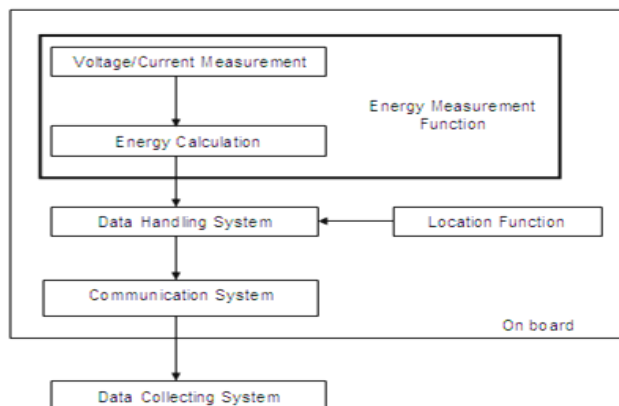 Voltage/Current Measurement
Energy Measurement
Function
Energy Calculation
Data Handling System
Location Function
Communication System
On board
Data Collecting System